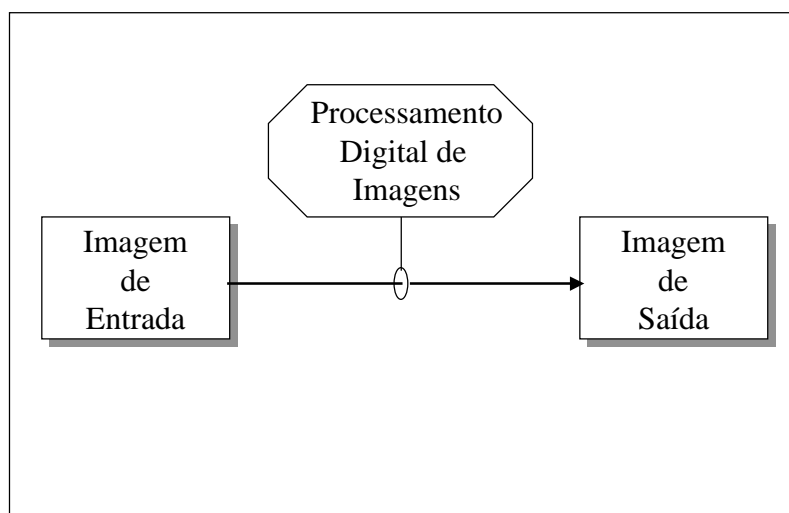 Processamento
Digital de
Imagens
Imagem
de
Entrada
Imagem
de
Saída